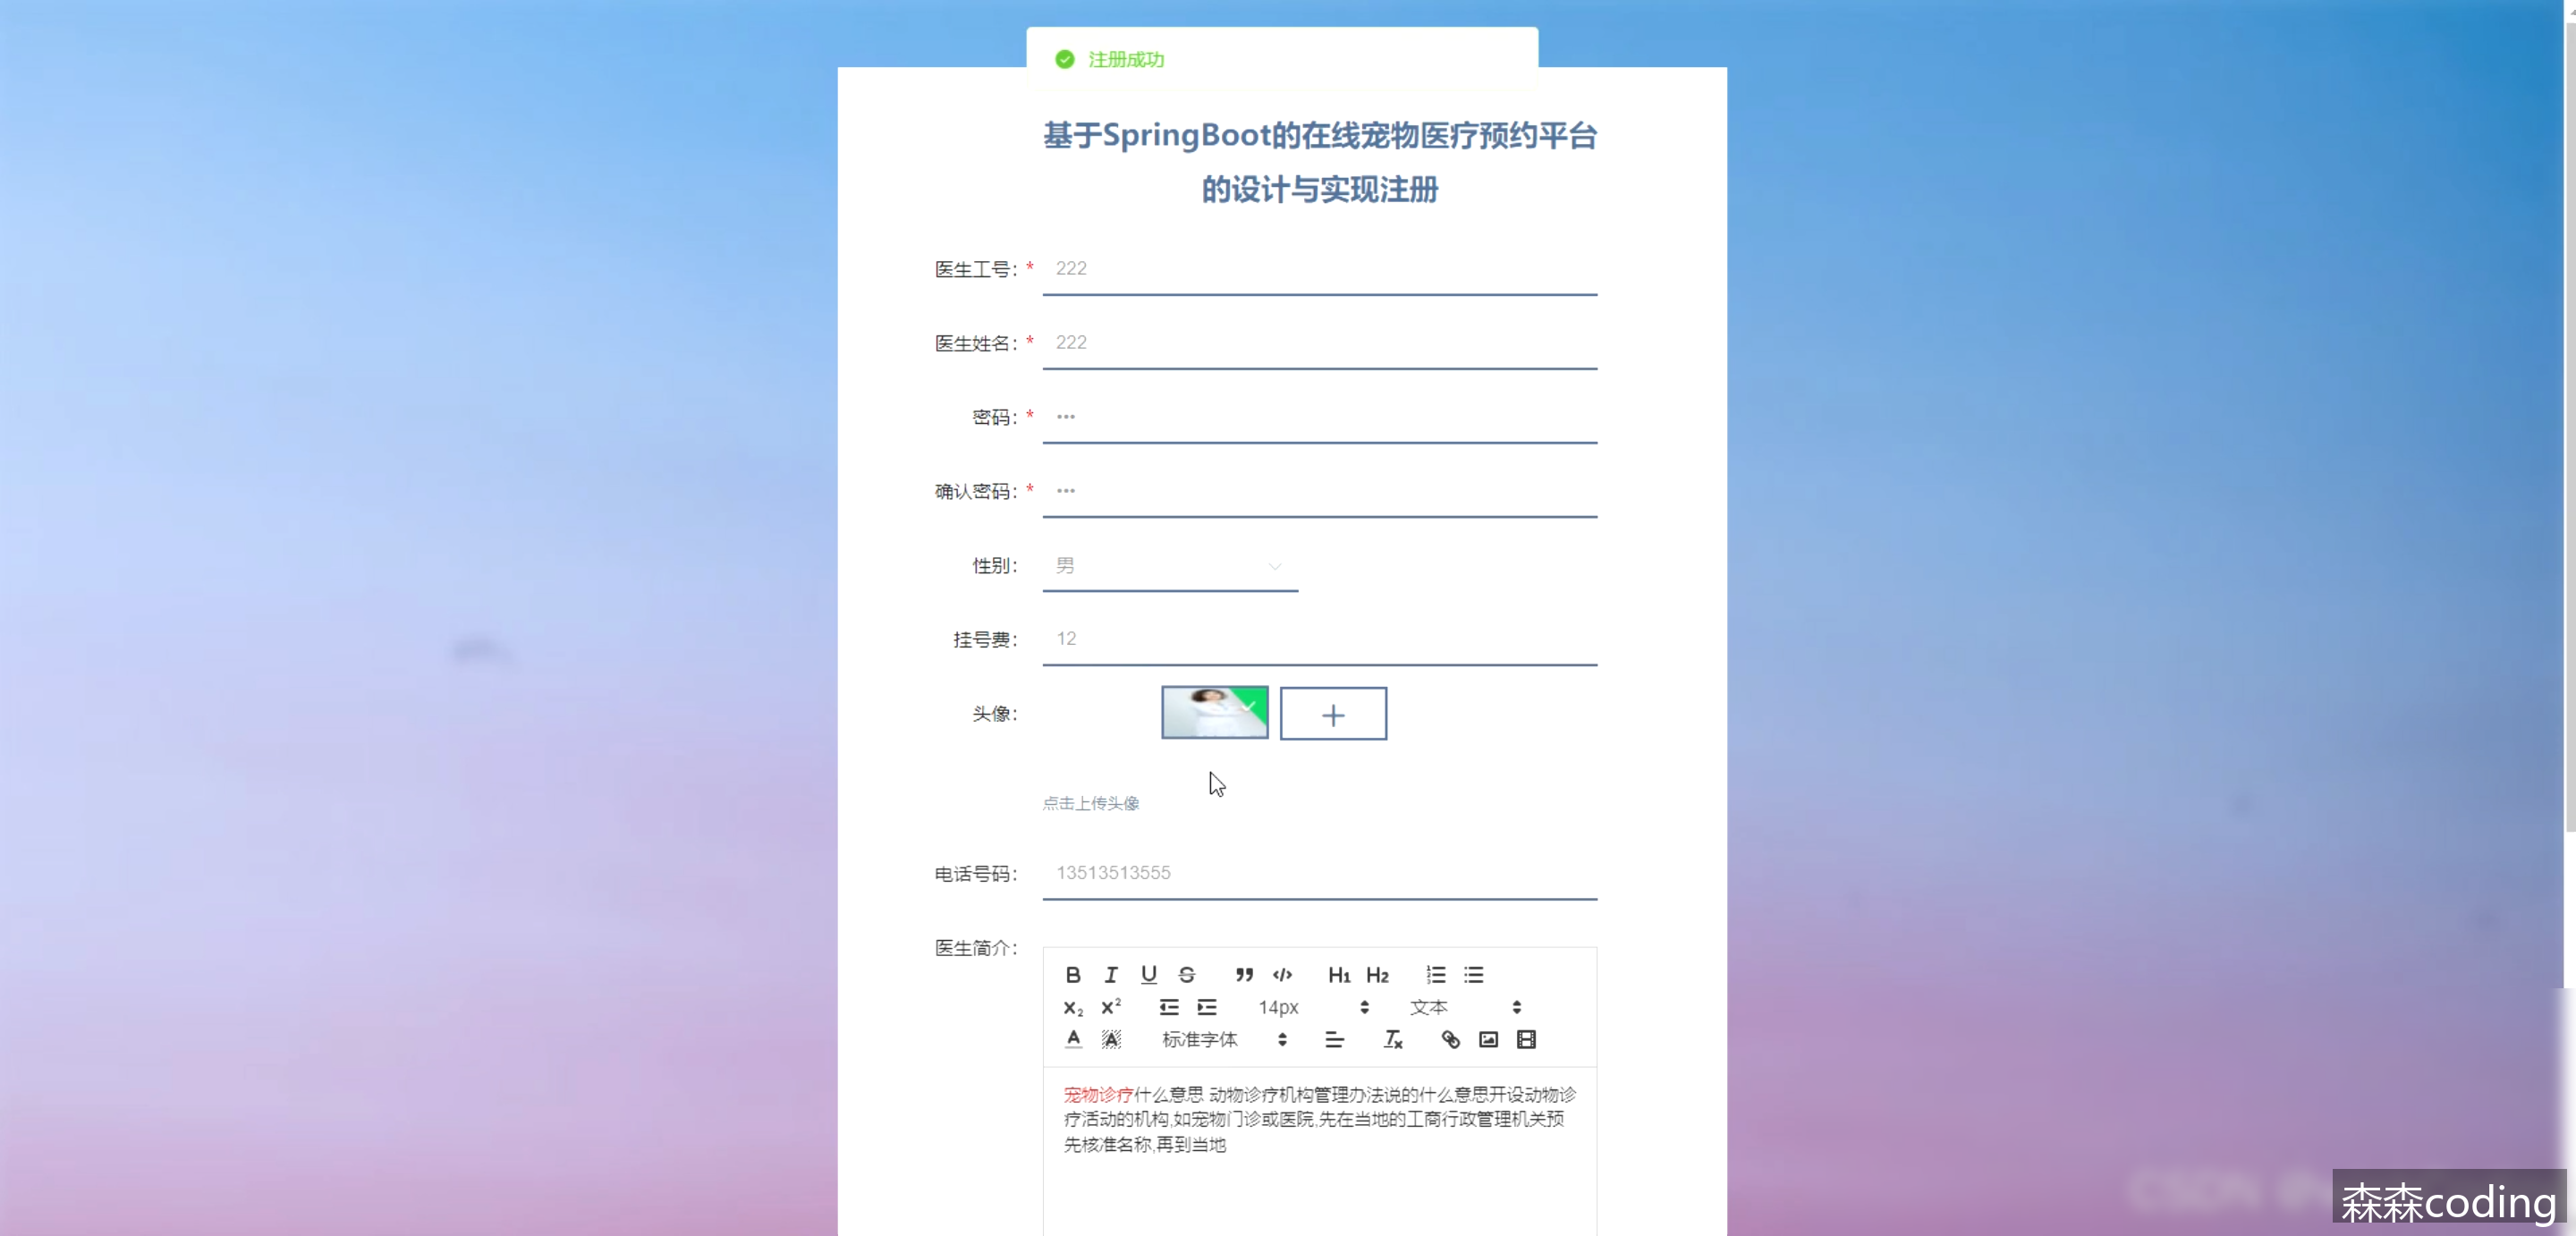 注册成功
基于SpringBoot的在线宠物医疗预约平台
的设计与实现注册
医生工号：* 222
医生姓名：* 222
密码：* •••
确认密码：* •••
性别： 男
挂号费： 12
头像：
点击上传头像
电话号码： 13513513555
医生简介：
B I U S ” </> H1 H2
X2 X2 14px 文本
A A 标准字体 Tx
宠物诊疗什么意思 动物诊疗机构管理办法说的什么意思开设动物诊
疗活动的机构,如宠物门诊或医院,先在当地的工商行政管理机关预
先核准名称,再到当地
森森coding